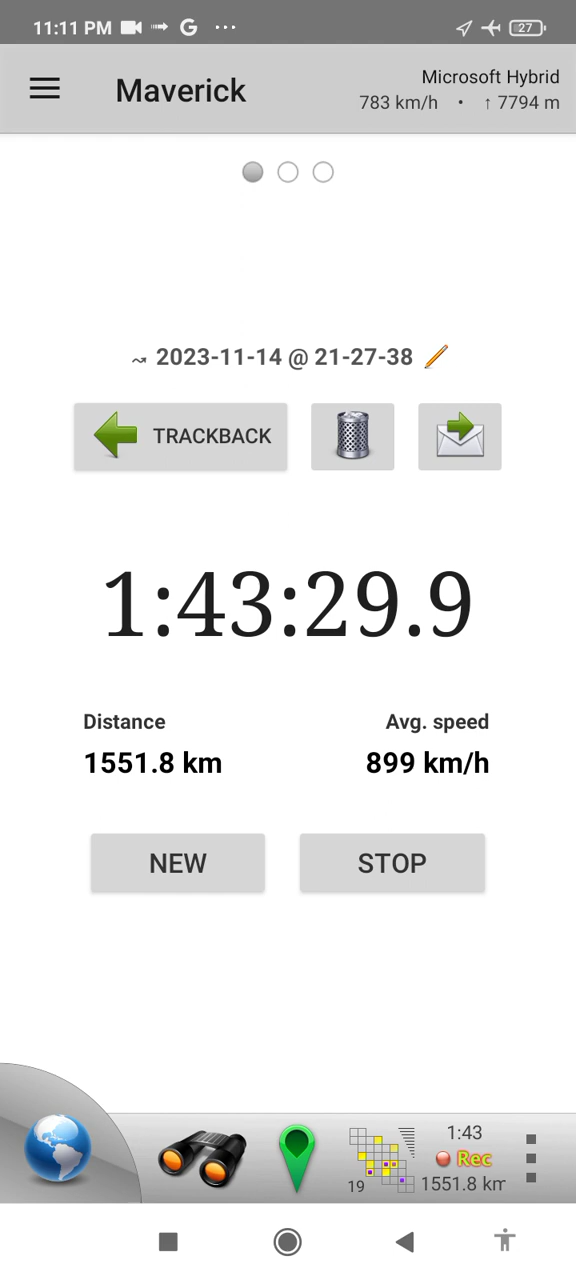 11:11 PM G ... 27
Maverick
Microsoft Hybrid
783 km/h • ↑ 7794 m
2023-11-14 @ 21-27-38
TRACKBACK
1:43:29.9
Distance Avg. speed
1551.8 km 899 km/h
NEW STOP
1:43
Rec
19 1551.8 km